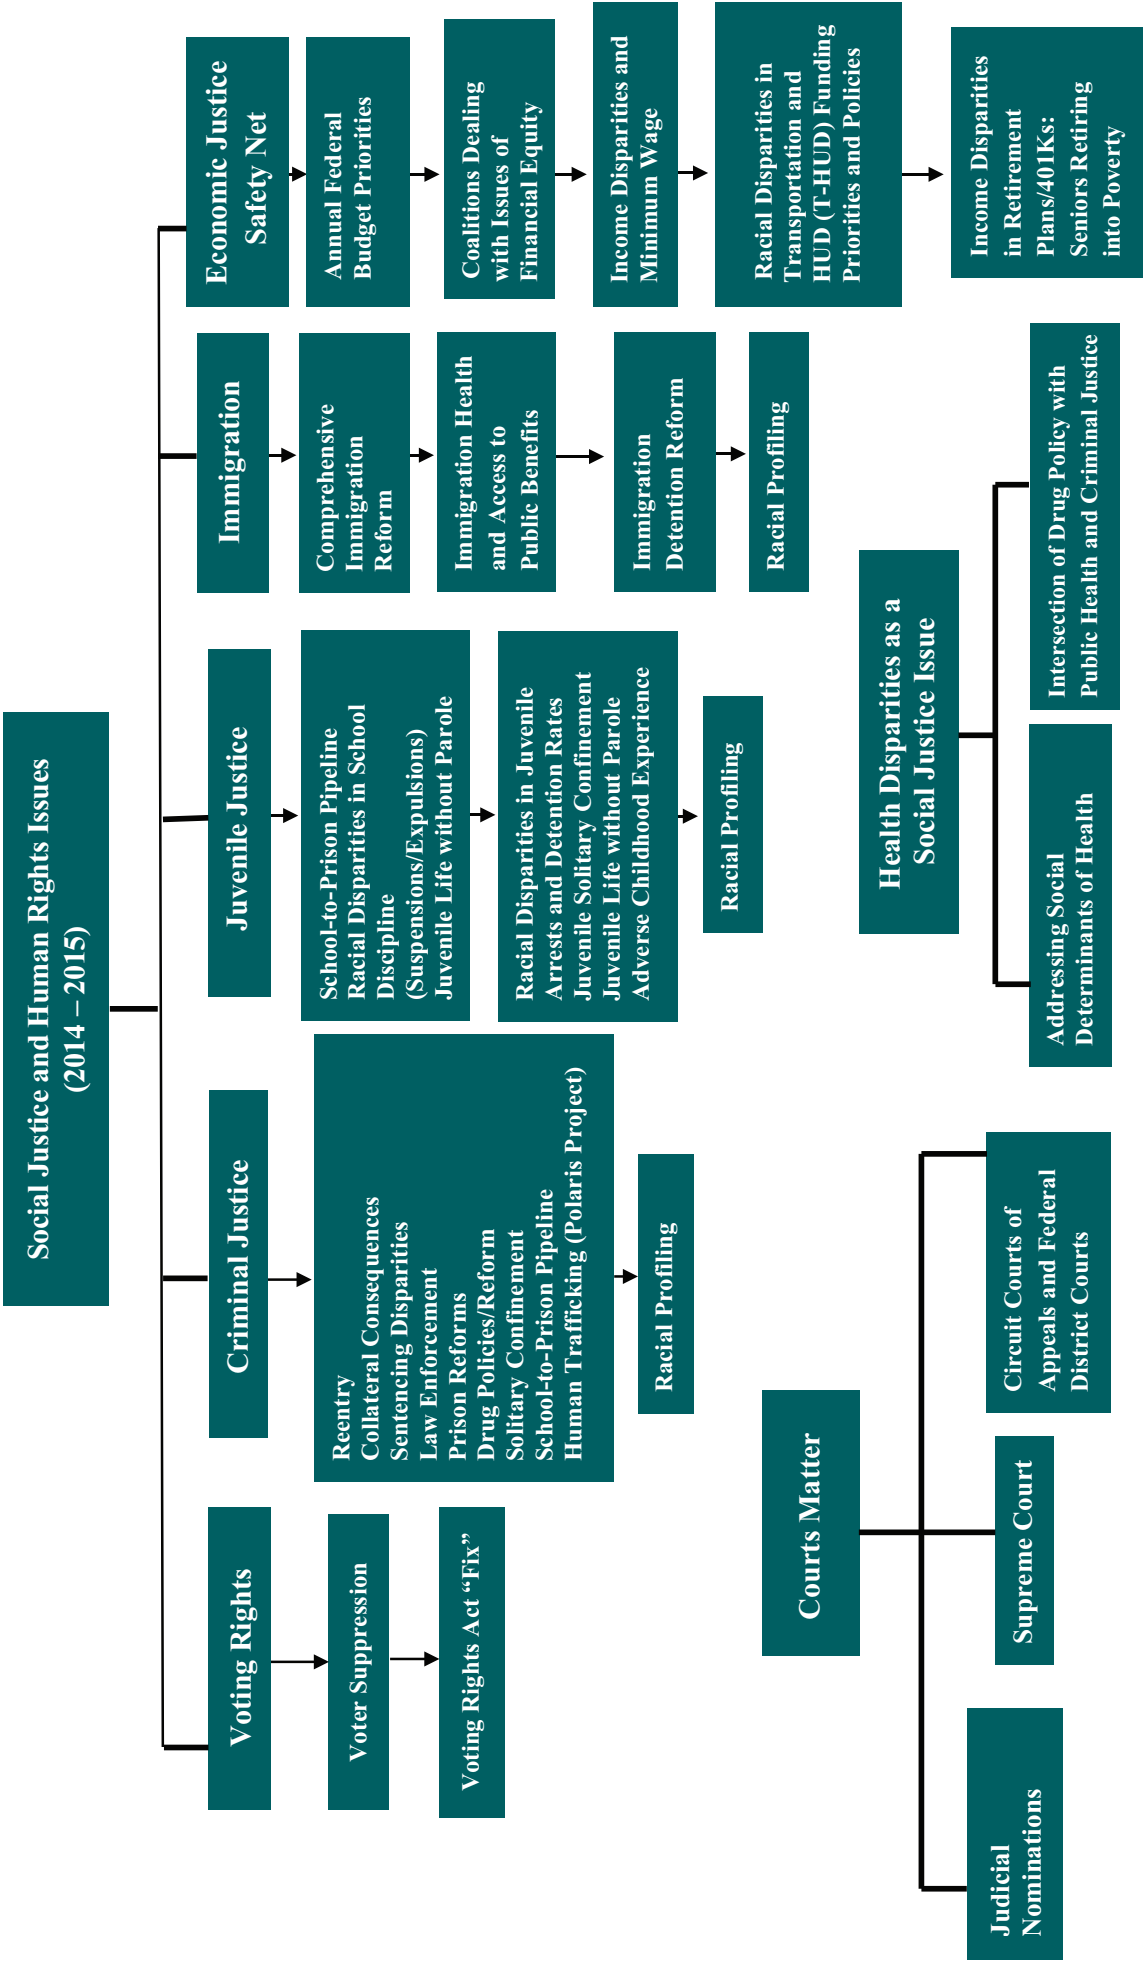 Social Justice and Human Rights Issues
(2014 – 2015)
Voting Rights
Voter Suppression
Voting Rights Act “Fix”
Criminal Justice
Reentry
Collateral Consequences
Sentencing Disparities
Law Enforcement
Prison Reforms
Drug Policies/Reform
Solitary Confinement
School-to-Prison Pipeline
Human Trafficking (Polaris Project)
Racial Profiling
Juvenile Justice
School-to-Prison Pipeline
Racial Disparities in School
Discipline
(Suspensions/Expulsions)
Juvenile Life without Parole
Racial Disparities in Juvenile
Arrests and Detention Rates
Juvenile Solitary Confinement
Juvenile Life without Parole
Adverse Childhood Experience
Racial Profiling
Immigration
Comprehensive
Immigration
Reform
Immigration Health
and Access to
Public Benefits
Immigration
Detention Reform
Racial Profiling
Economic Justice
Safety Net
Annual Federal
Budget Priorities
Coalitions Dealing
with Issues of
Financial Equity
Income Disparities and
Minimum Wage
Racial Disparities in
Transportation and
HUD (T-HUD) Funding
Priorities and Policies
Income Disparities
in Retirement
Plans/401Ks:
Seniors Retiring
into Poverty
Courts Matter
Judicial
Nominations
Supreme Court
Circuit Courts of
Appeals and Federal
District Courts
Health Disparities as a
Social Justice Issue
Addressing Social
Determinants of Health
Intersection of Drug Policy with
Public Health and Criminal Justice